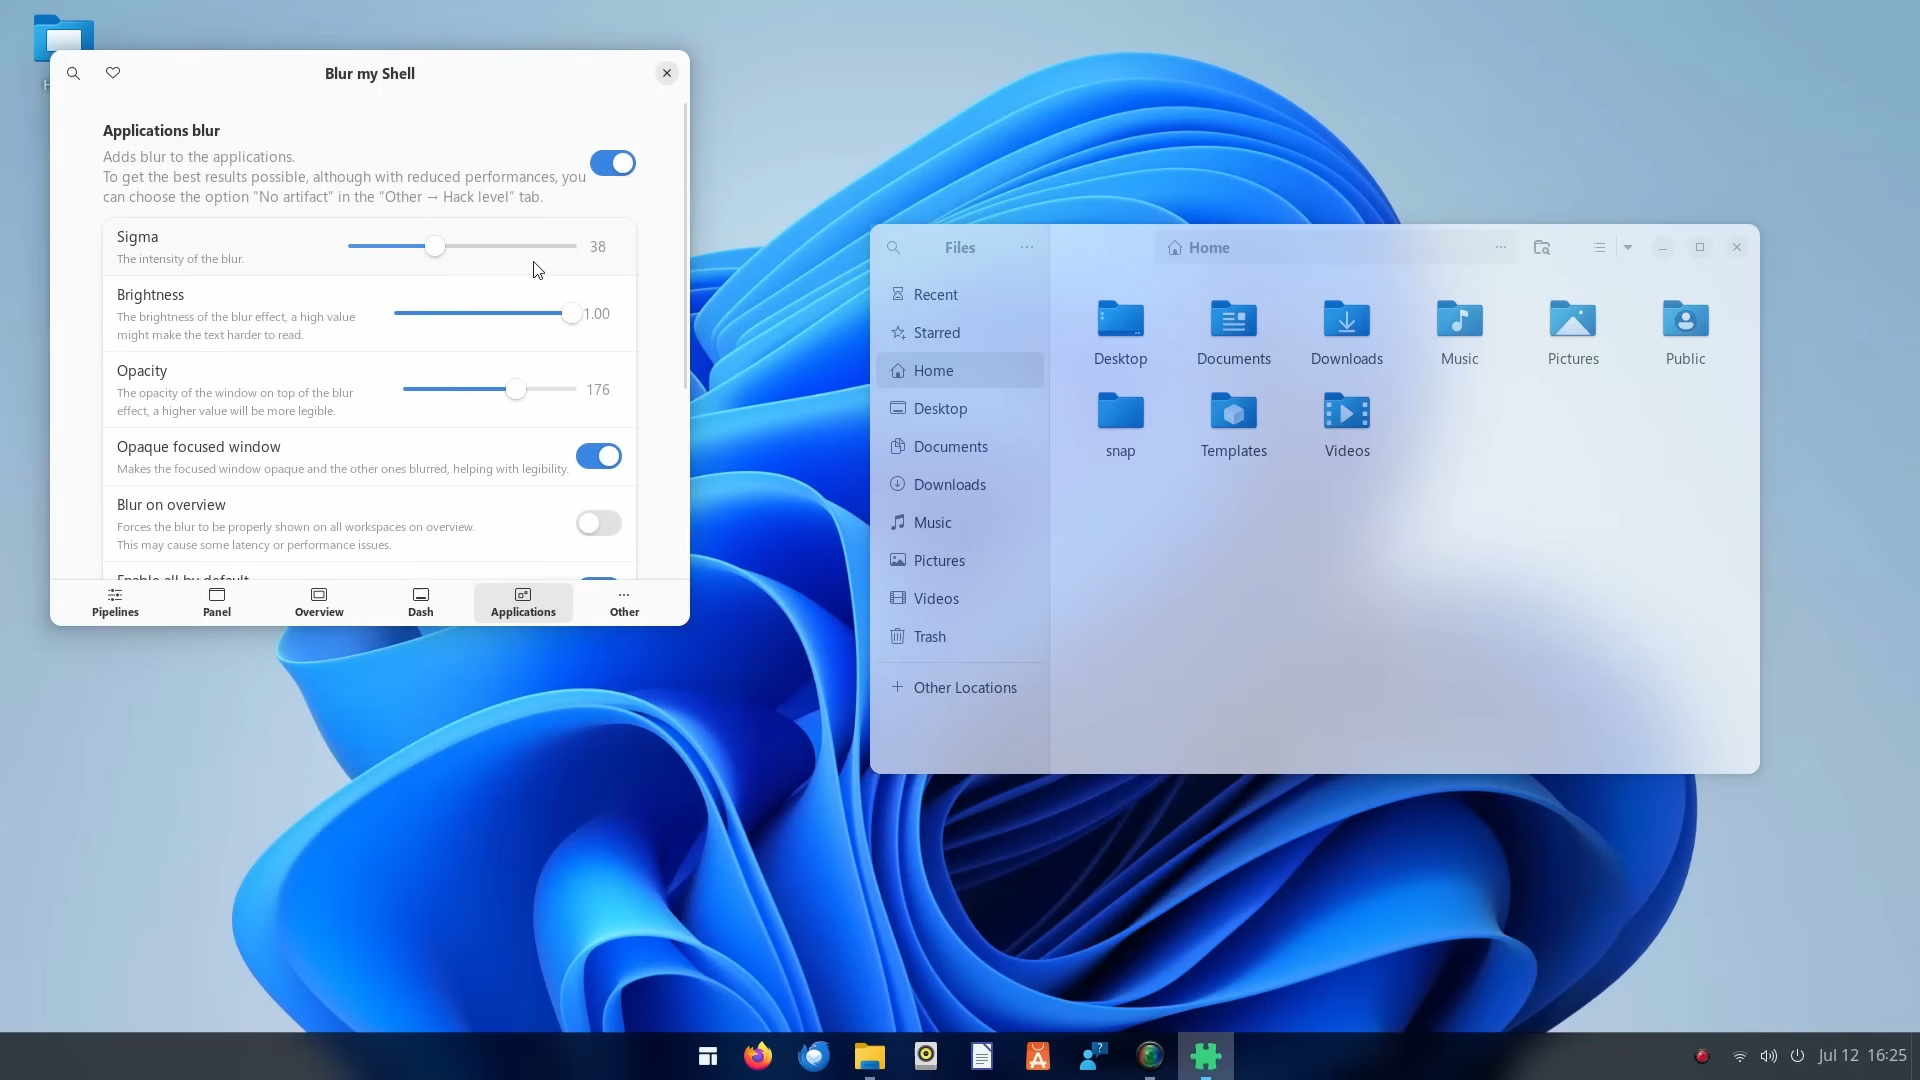 H
Blur my Shell
Applications blur
Adds blur to the applications.
To get the best results possible, although with reduced performances, you
can choose the option "No artifact" in the "Other → Hack level" tab.
Sigma
The intensity of the blur.
38
Brightness
The brightness of the blur effect, a high value
might make the text harder to read.
1.00
Opacity
The opacity of the window on top of the blur
effect, a higher value will be more legible.
176
Opaque focused window
Makes the focused window opaque and the other ones blurred, helping with legibility.
Blur on overview
Forces the blur to be properly shown on all workspaces on overview.
This may cause some latency or performance issues.
Enable all by default
Pipelines
Panel
Overview
Dash
Applications
Other
Files
Home
Recent
Starred
Home
Desktop
Documents
Downloads
Music
Pictures
Videos
Trash
Other Locations
Desktop
Documents
Downloads
Music
Pictures
Public
snap
Templates
Videos
Jul 12 16:25